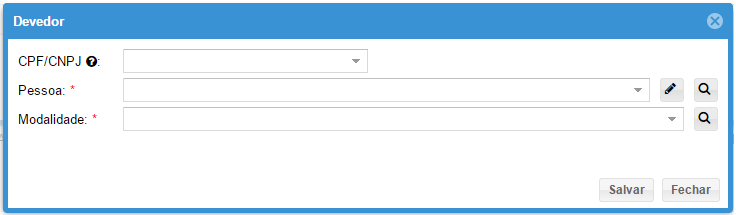 Devedor
CPF/CNPJ ?:
Pessoa: *
Modalidade: *
Salvar Fechar